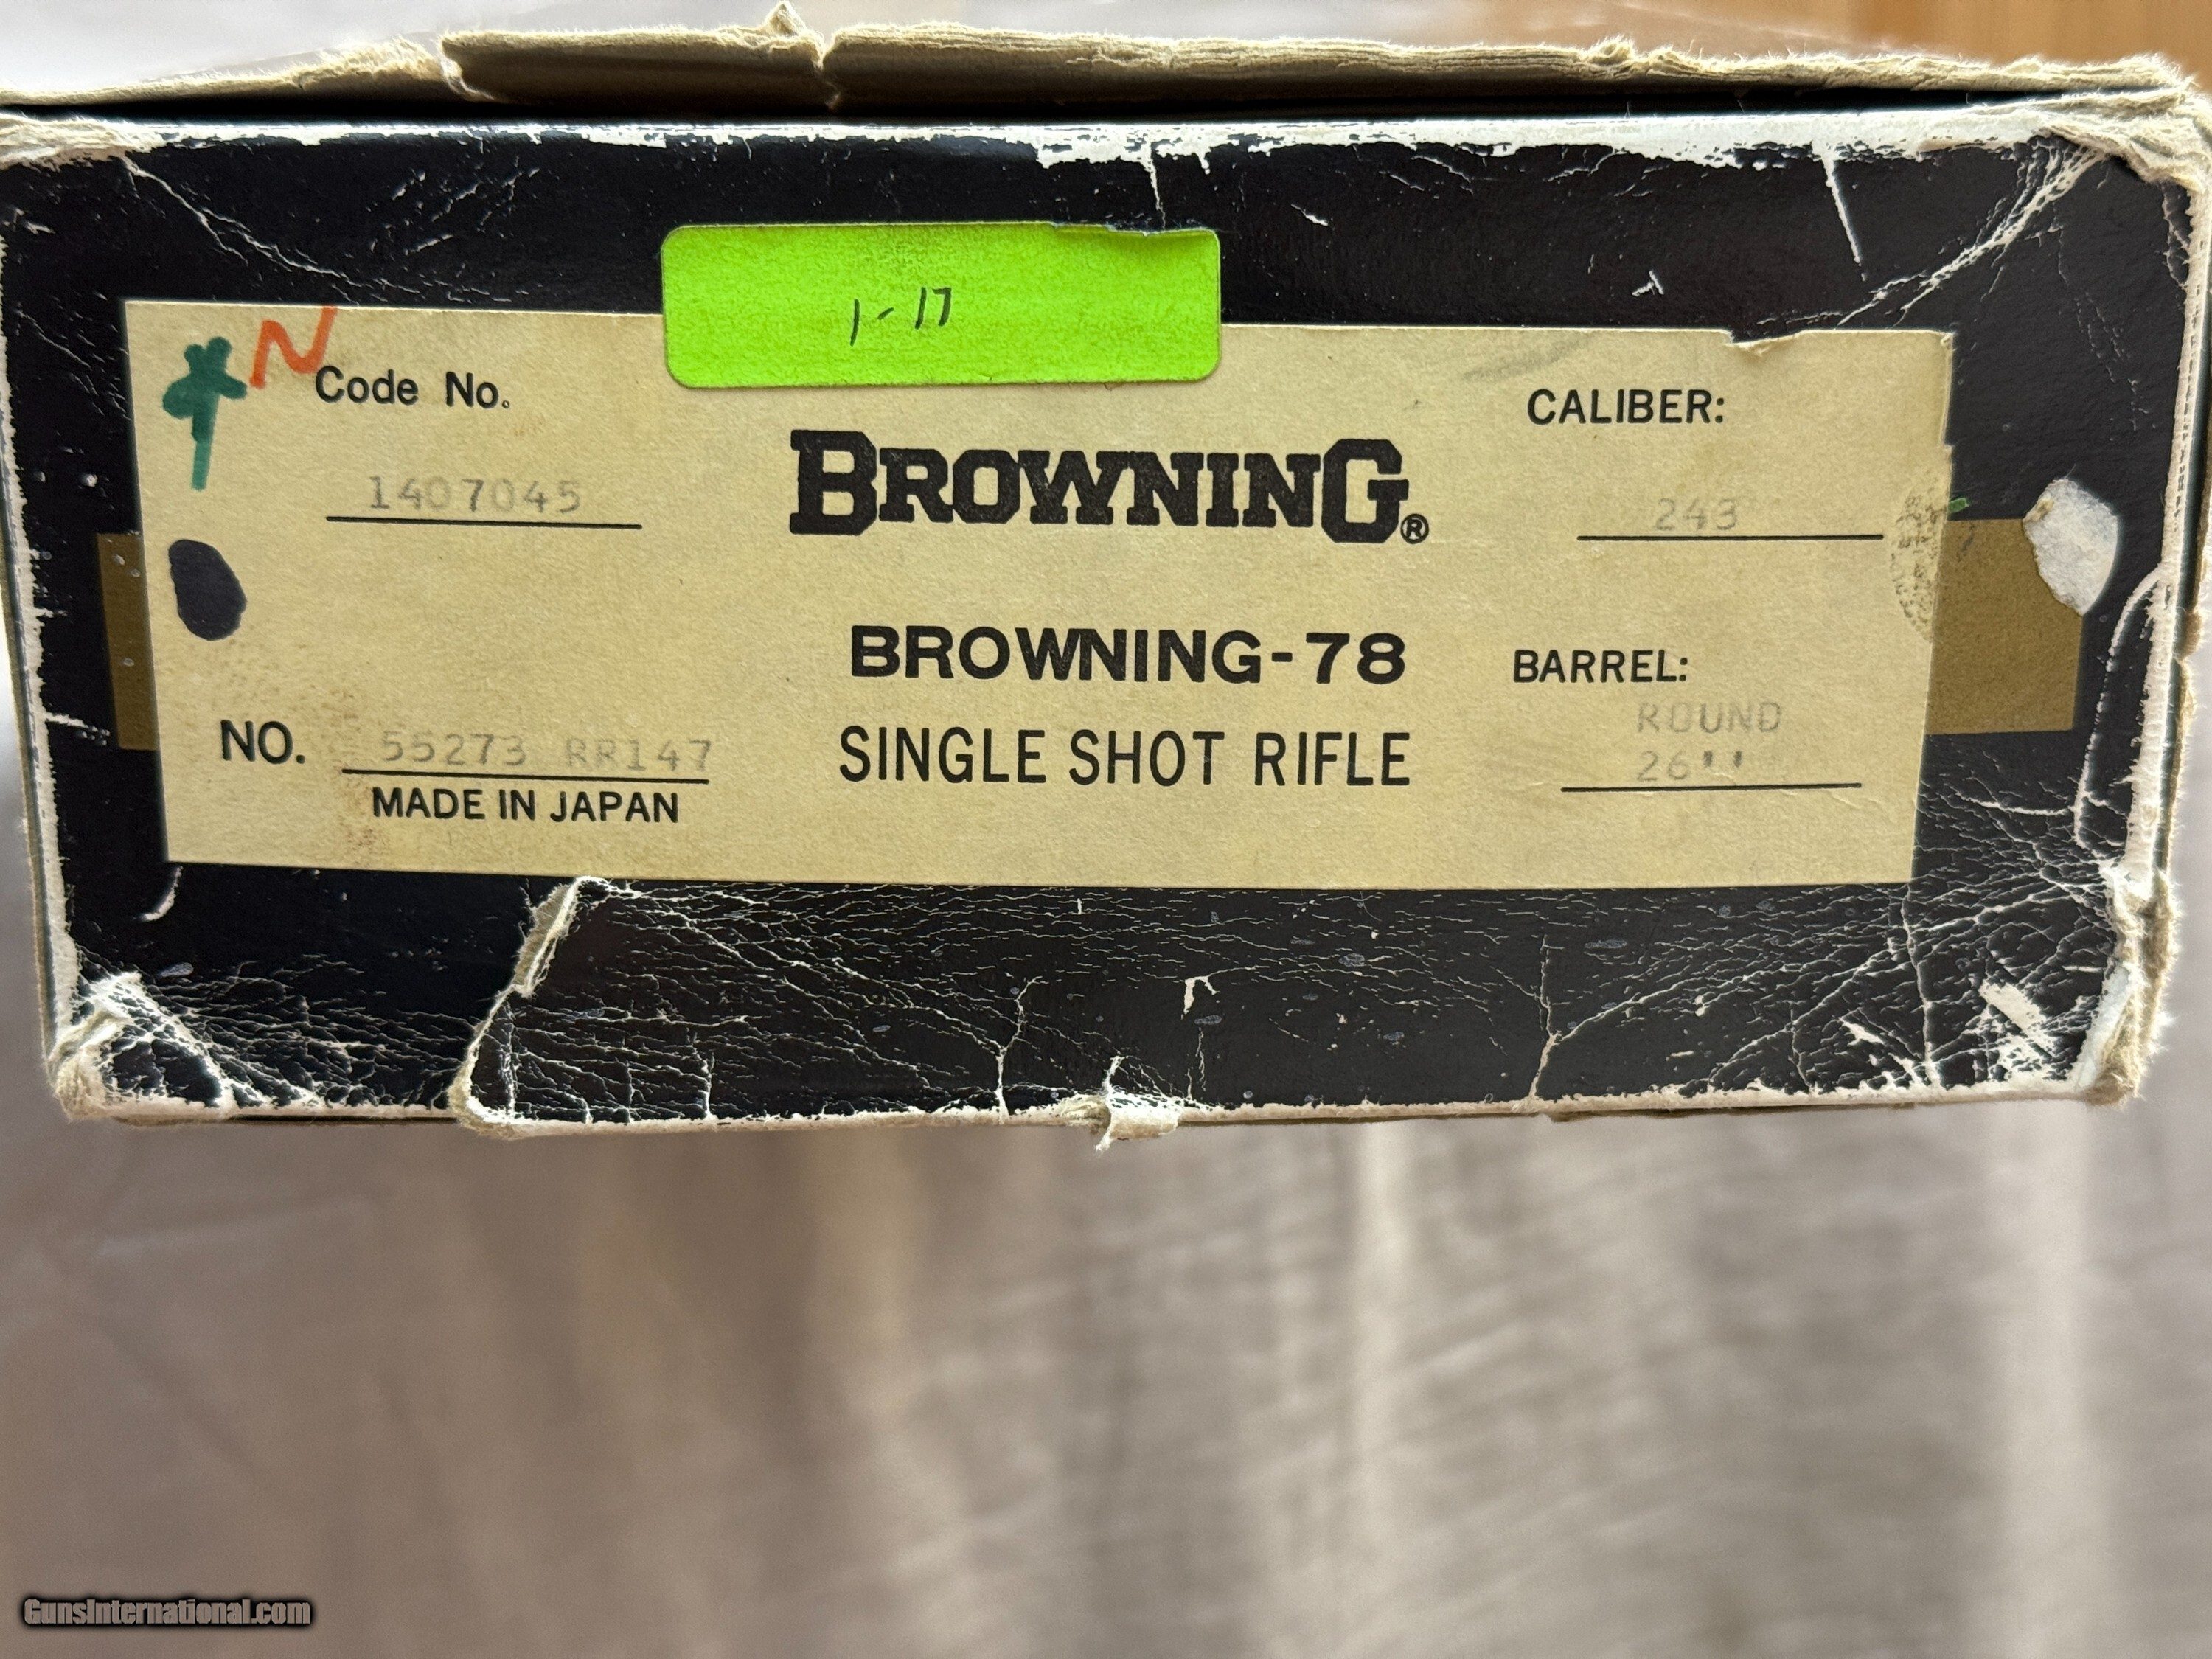 1-17
N
Code No.
1407045
BROWNING®
CALIBER:
243
BROWNING-78
BARREL:
ROUND
26''
NO. 55273 RR147
SINGLE SHOT RIFLE
MADE IN JAPAN
GunsInternational.com